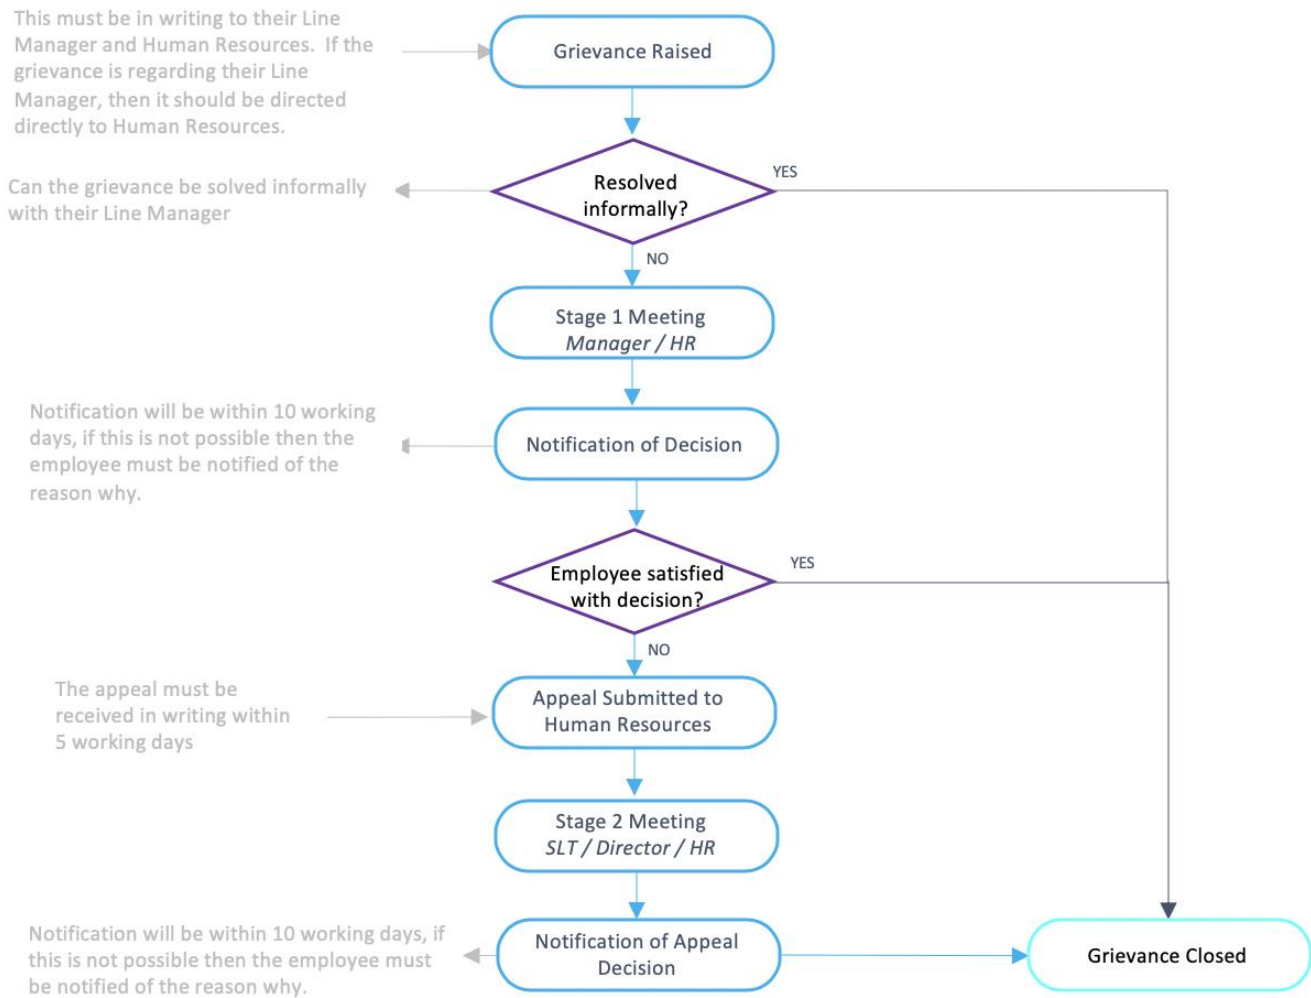 This must be in writing to their Line
Manager and Human Resources.  If the
grievance is regarding their Line
Manager, then it should be directed
directly to Human Resources.
Grievance Raised
Can the grievance be solved informally
with their Line Manager
Resolved
informally?
YES
NO
Stage 1 Meeting
Manager / HR
Notification will be within 10 working
days, if this is not possible then the
employee must be notified of the
reason why.
Notification of Decision
Employee satisfied
with decision?
YES
NO
The appeal must be
received in writing within
5 working days
Appeal Submitted to
Human Resources
Stage 2 Meeting
SLT / Director / HR
Notification will be within 10 working days, if
this is not possible then the employee must
be notified of the reason why.
Notification of Appeal
Decision
Grievance Closed